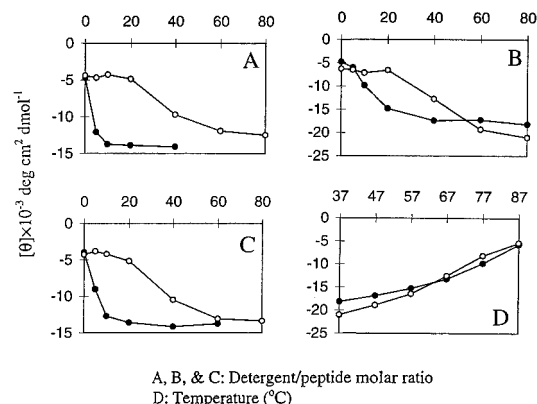 0 20 40 60 80
0
-5
-10
-15
A
0 20 40 60 80
0
-5
-10
-15
-20
-25
B
[θ]×10⁻³ deg cm² dmol⁻¹
0 20 40 60 80
0
-5
-10
-15
C
37 47 57 67 77 87
0
-5
-10
-15
-20
-25
D
A, B, & C: Detergent/peptide molar ratio
D: Temperature (°C)